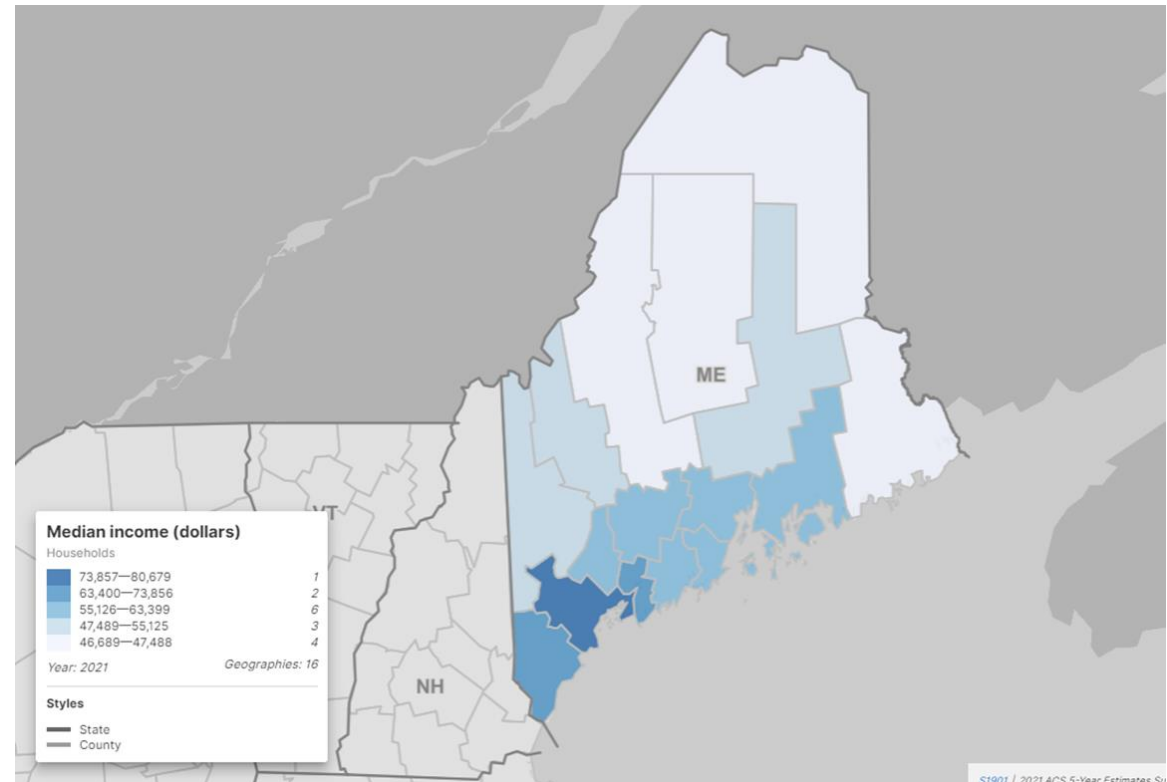 ME
VT
NH
Median income (dollars)
Households
73,857—80,679 1
63,400—73,856 2
55,126—63,399 6
47,489—55,125 3
46,689—47,488 4
Year: 2021 Geographies: 16
Styles
State
County
S1901 | 2021 ACS 5-Year Estimates